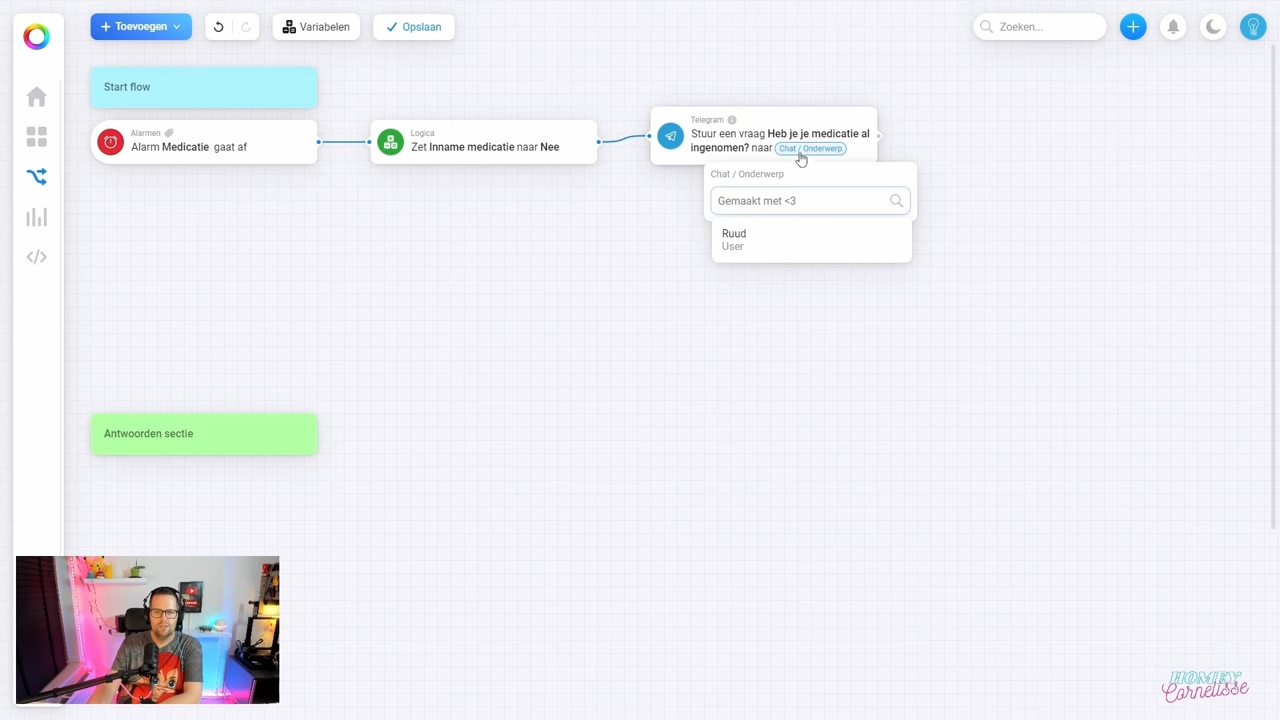 Toevoegen
Variabelen
Opslaan
Zoeken...
Start flow
Alarmen
Alarm Medicatie gaat af
Logica
Zet Inname medicatie naar Nee
Telegram
Stuur een vraag Heb je je medicatie al
ingenomen? naar Chat / Onderwerp
Chat / Onderwerp
Gemaakt met <3
Ruud
User
Antwoorden sectie
HOMEY
Cornelisse